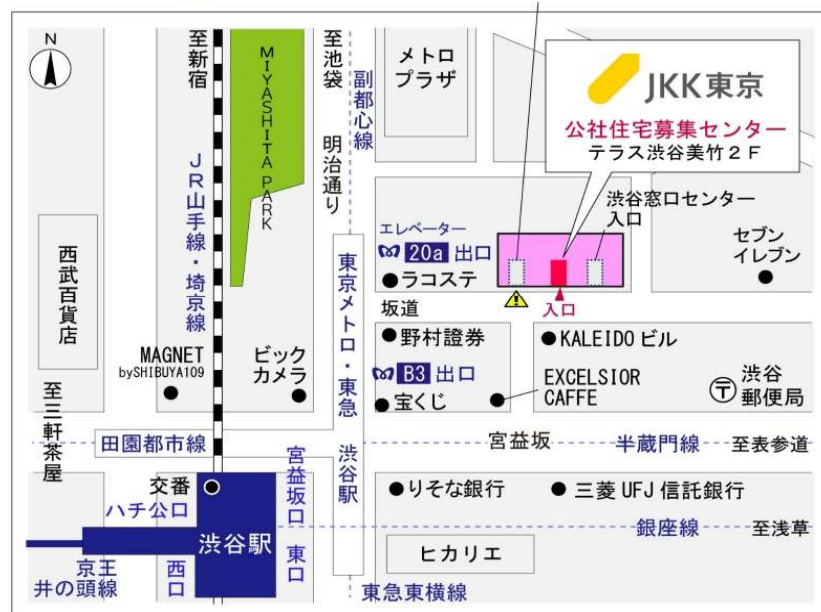 N
至新宿
MIYASHITA PARK
至池袋
副都心線
明治通り
メトロ
プラザ
JKK東京
公社住宅募集センター
テラス渋谷美竹2F
渋谷窓口センター
入口
JR山手線・埼京線
西武百貨店
エレベーター
20a 出口
ラコステ
セブン
イレブン
入口
坂道
東京メトロ・東急 渋谷駅
野村證券
KALEIDO ビル
MAGNET
bySHIBUYA109
ビック
カメラ
B3 出口
宝くじ
EXCELSIOR
CAFFE
渋谷
郵便局
至三軒茶屋
田園都市線
宮益坂
半蔵門線
至表参道
交番
ハチ公口
宮益坂口
りそな銀行
三菱UFJ信託銀行
渋谷駅
東口
西口
銀座線
至浅草
京王
井の頭線
ヒカリエ
東急東横線